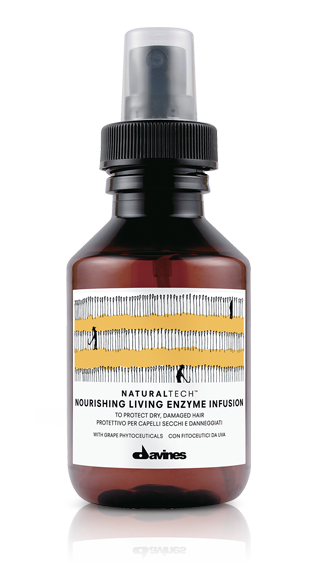 NATURALTECH™
NOURISHING LIVING ENZYME INFUSION
TO PROTECT DRY, DAMAGED HAIR
PROTETTIVO PER CAPELLI SECCHI E DANNEGGIATI
WITH GRAPE PHYTOCEUTICALS CON FITOCEUTICI DA UVA
davines